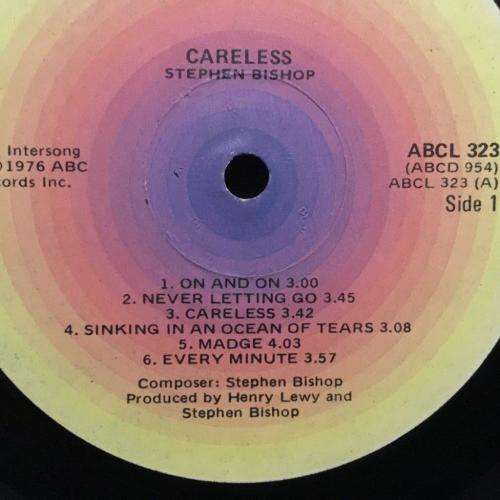 CARELESS
STEPHEN BISHOP
Intersong
1976 ABC
Inc.
ABCL 323
(ABCD 954)
ABCL 323 (A)
Side 1
1. ON AND ON 3.00
2. NEVER LETTING GO 3.45
3. CARELESS 3.42
4. SINKING IN AN OCEAN OF TEARS 3.08
5. MADGE 4.03
6. EVERY MINUTE 3.57
Composer: Stephen Bishop
Produced by Henry Lewy and
Stephen Bishop